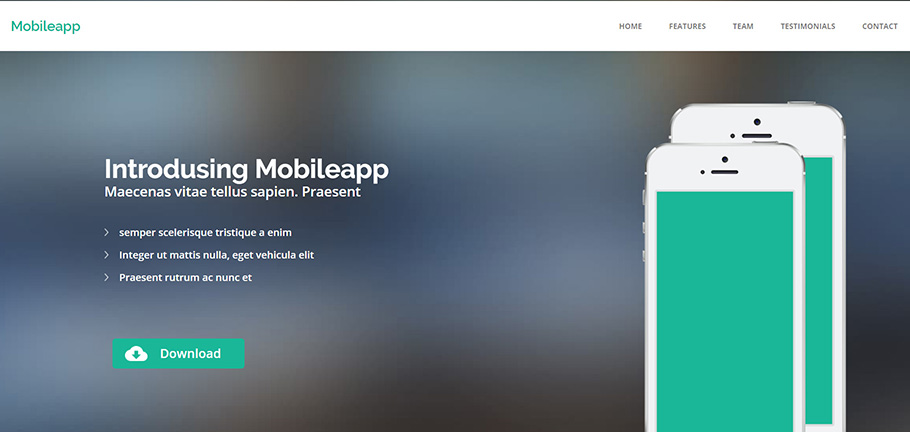 Mobileapp
HOME FEATURES TEAM TESTIMONIALS CONTACT
Introdusing Mobileapp
Maecenas vitae tellus sapien. Praesent
semper scelerisque tristique a enim
Integer ut mattis nulla, eget vehicula elit
Praesent rutrum ac nunc et
Download